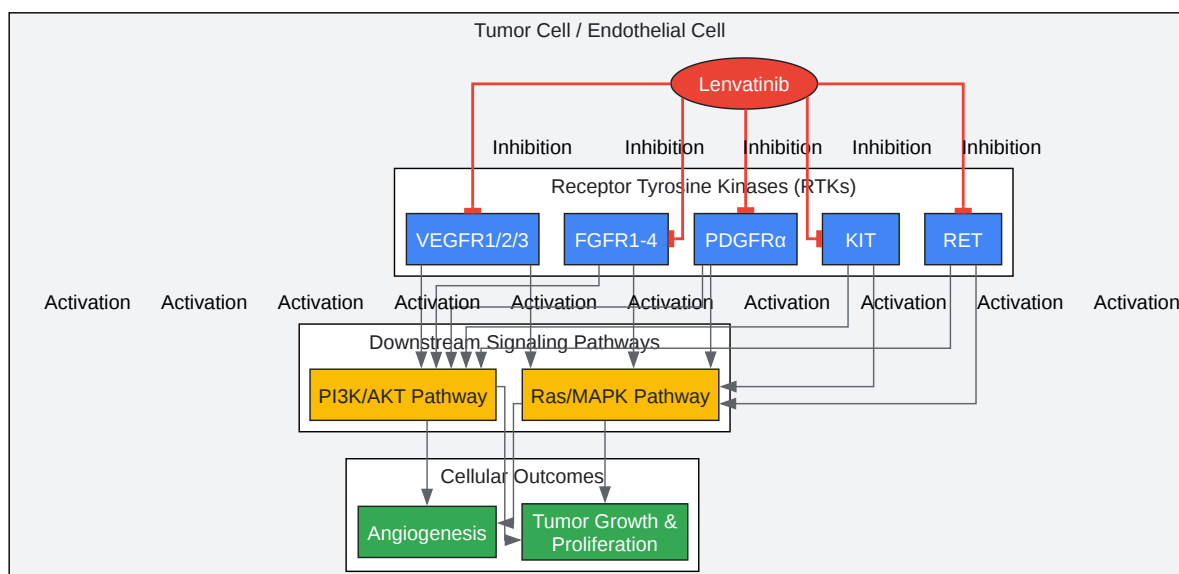 Tumor Cell / Endothelial Cell
Lenvatinib
Inhibition Inhibition Inhibition Inhibition Inhibition
Receptor Tyrosine Kinases (RTKs)
VEGFR1/2/3 FGFR1-4 PDGFRα KIT RET
Activation Activation Activation Activation Activation Activation Activation Activation Activation Activation
Downstream Signaling Pathways
PI3K/AKT Pathway Ras/MAPK Pathway
Cellular Outcomes
Angiogenesis
Tumor Growth &
Proliferation